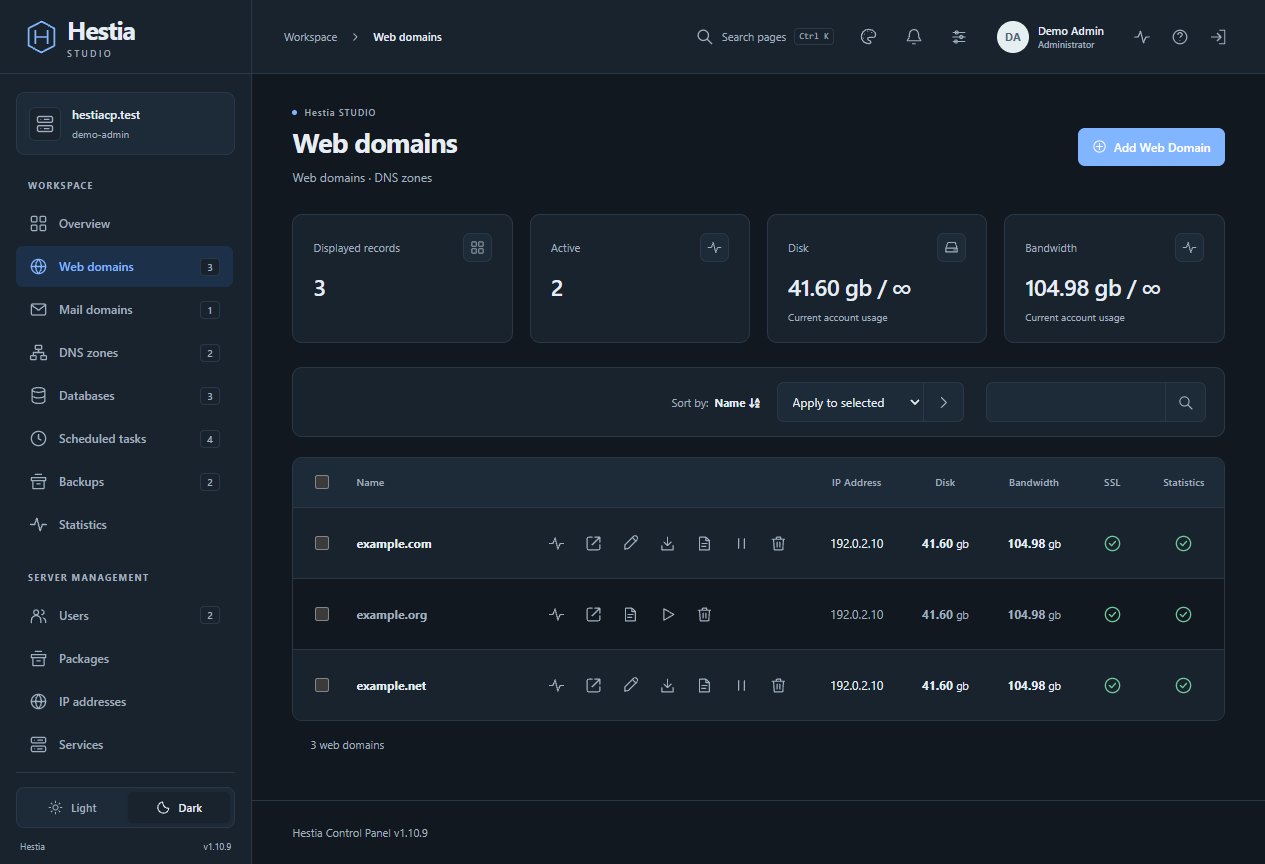 Hestia
STUDIO
Workspace > Web domains
Search pages Ctrl K
DA
Demo Admin
Administrator
hestiacp.test
demo-admin
WORKSPACE
Overview
Web domains 3
Mail domains 1
DNS zones 2
Databases 3
Scheduled tasks 4
Backups 2
Statistics
SERVER MANAGEMENT
Users 2
Packages
IP addresses
Services
Light Dark
Hestia v1.10.9
Hestia STUDIO
Web domains
Web domains · DNS zones
Add Web Domain
Displayed records
3
Active
2
Disk
41.60 gb / ∞
Current account usage
Bandwidth
104.98 gb / ∞
Current account usage
Sort by: Name Apply to selected
Name IP Address Disk Bandwidth SSL Statistics
example.com 192.0.2.10 41.60 gb 104.98 gb
example.org 192.0.2.10 41.60 gb 104.98 gb
example.net 192.0.2.10 41.60 gb 104.98 gb
3 web domains
Hestia Control Panel v1.10.9